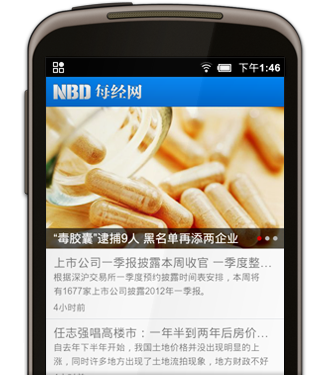 下午1:46
NBD 每经网
“毒胶囊”逮捕9人 黑名单再添两企业
上市公司一季报披露本周收官 一季度整…
根据深沪交易所一季度预约披露时间表安排，本周将
有1677家上市公司披露2012年一季报。
4小时前
任志强唱高楼市：一年半到两年后房价…
自去年下半年开始，我国土地价格并没出现明显的上
涨，同时许多地方出现了土地流拍现象，地方财政不好